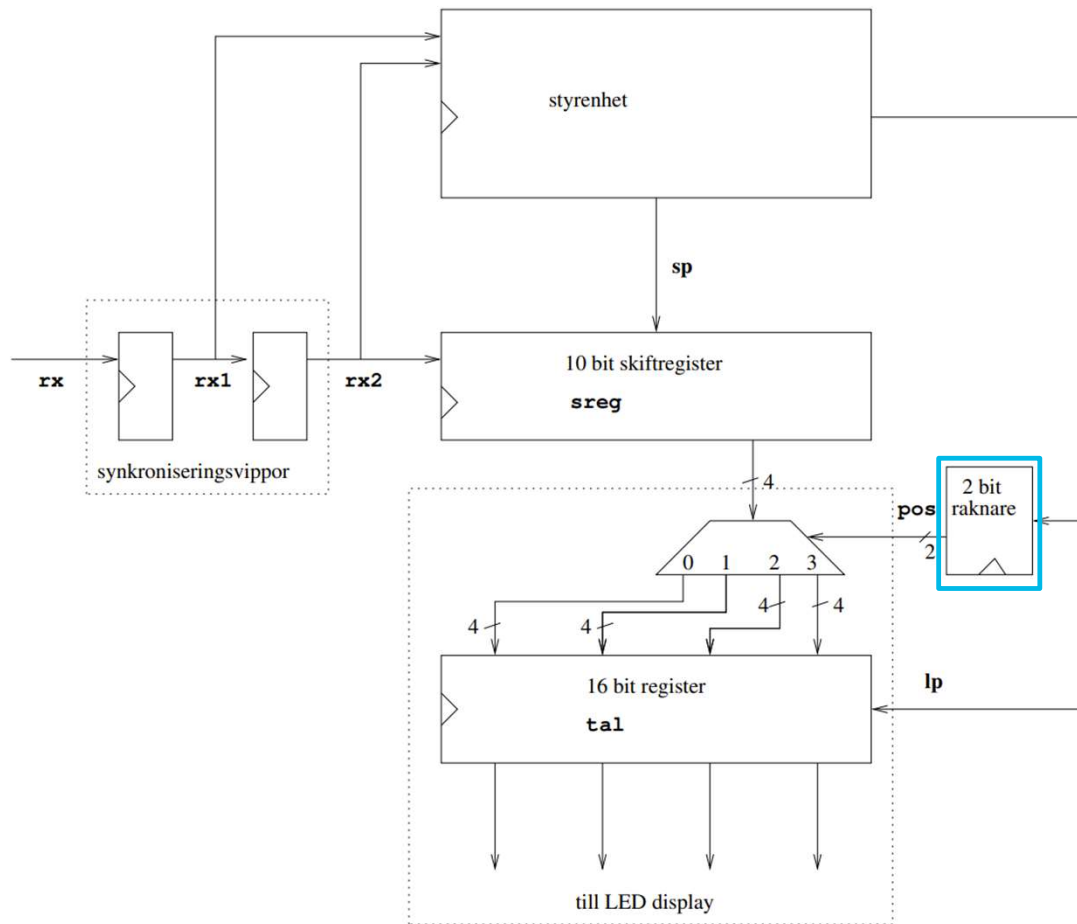 styrenhet
sp
rx
rx1
rx2
10 bit skiftregister
sreg
synkroniseringsvippor
4
pos
2 bit
raknare
2
0 1 2 3
4
4
4
4
16 bit register
tal
lp
till LED display